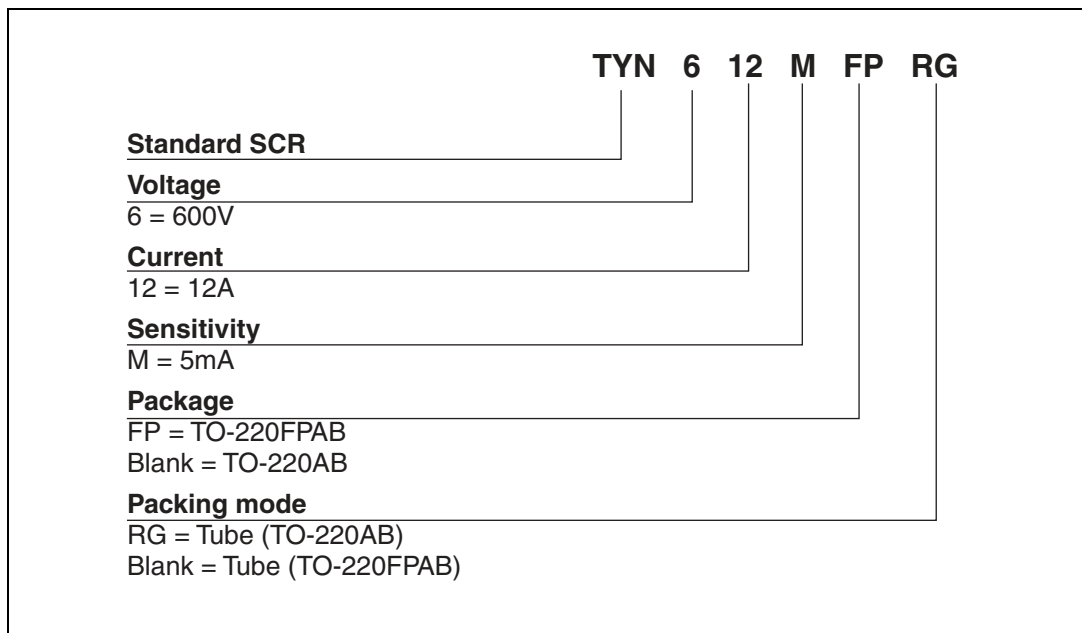 TYN 6 12 M FP RG
Standard SCR
Voltage
6 = 600V
Current
12 = 12A
Sensitivity
M = 5mA
Package
FP = TO-220FPAB
Blank = TO-220AB
Packing mode
RG = Tube (TO-220AB)
Blank = Tube (TO-220FPAB)